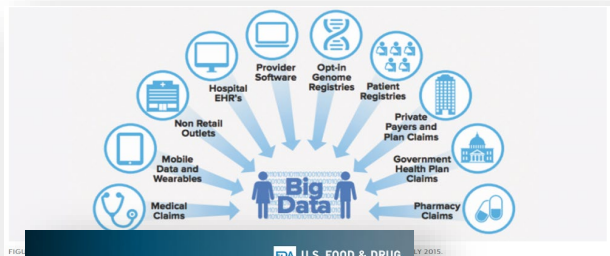 Provider
Software
Opt-in
Genome
Registries
Hospital
EHR's
Patient
Registries
Non Retail
Outlets
Private
Payers and
Plan Claims
Mobile
Data and
Wearables
Government
Health Plan
Claims
Big
Data
Medical
Claims
Pharmacy
Claims
LY 2015.
FDA U.S. FOOD & DRUG